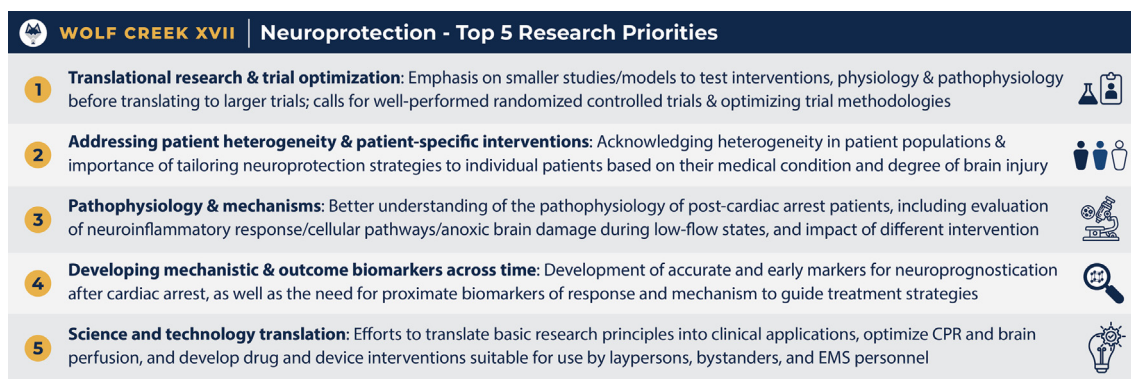 WOLF CREEK XVII | Neuroprotection - Top 5 Research Priorities
1
Translational research & trial optimization: Emphasis on smaller studies/models to test interventions, physiology & pathophysiology
before translating to larger trials; calls for well-performed randomized controlled trials & optimizing trial methodologies
2
Addressing patient heterogeneity & patient-specific interventions: Acknowledging heterogeneity in patient populations &
importance of tailoring neuroprotection strategies to individual patients based on their medical condition and degree of brain injury
3
Pathophysiology & mechanisms: Better understanding of the pathophysiology of post-cardiac arrest patients, including evaluation
of neuroinflammatory response/cellular pathways/anoxic brain damage during low-flow states, and impact of different intervention
4
Developing mechanistic & outcome biomarkers across time: Development of accurate and early markers for neuroprognostication
after cardiac arrest, as well as the need for proximate biomarkers of response and mechanism to guide treatment strategies
5
Science and technology translation: Efforts to translate basic research principles into clinical applications, optimize CPR and brain
perfusion, and develop drug and device interventions suitable for use by laypersons, bystanders, and EMS personnel